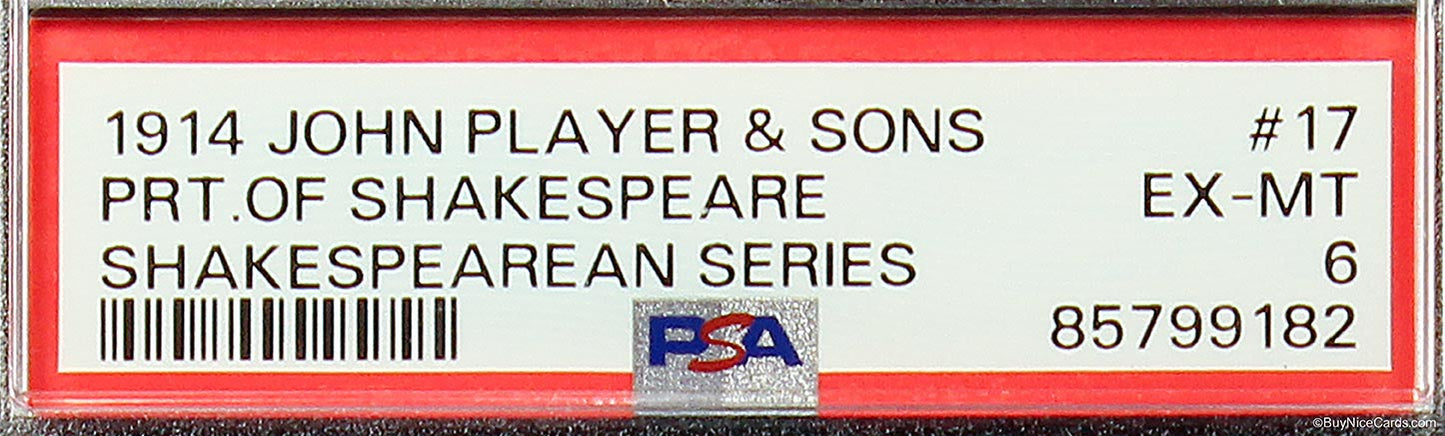 1914 JOHN PLAYER & SONS #17
PRT.OF SHAKESPEARE EX-MT
SHAKESPEAREAN SERIES 6
PSA 85799182
©BuyNiceCards.com